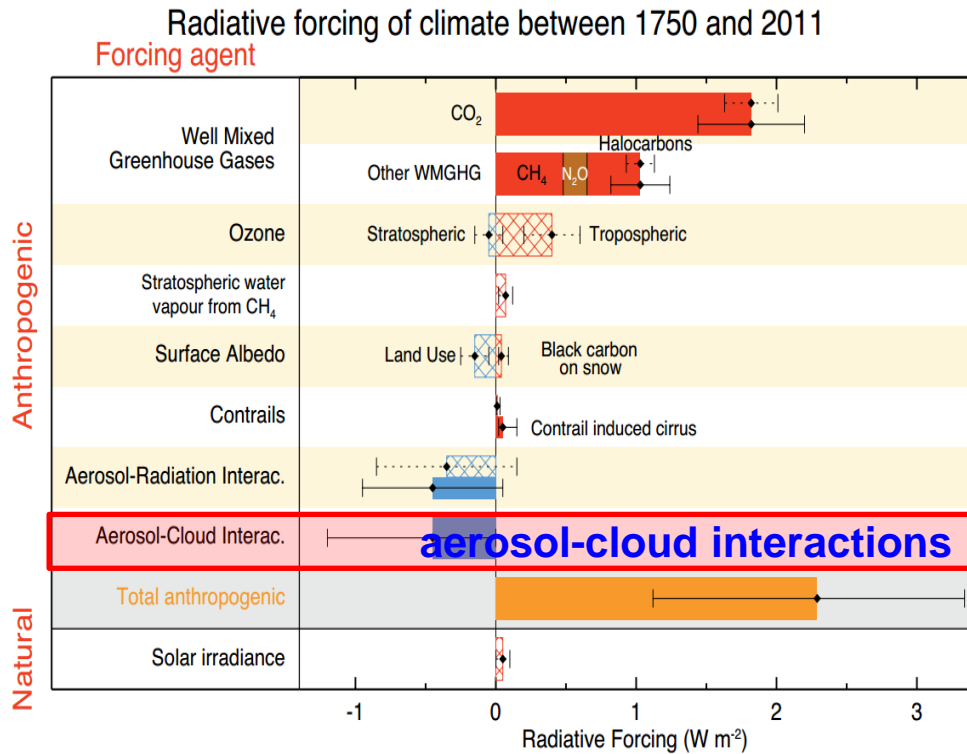 Radiative forcing of climate between 1750 and 2011
Forcing agent
Anthropogenic
Natural
Well Mixed
Greenhouse Gases
CO₂
Halocarbons
Other WMGHG
CH₄
N₂O
Ozone
Stratospheric
Tropospheric
Stratospheric water
vapour from CH₄
Surface Albedo
Land Use
Black carbon
on snow
Contrails
Contrail induced cirrus
Aerosol-Radiation Interac.
Aerosol-Cloud Interac.
aerosol-cloud interactions
Total anthropogenic
Solar irradiance
-1 0 1 2 3
Radiative Forcing (W m⁻²)